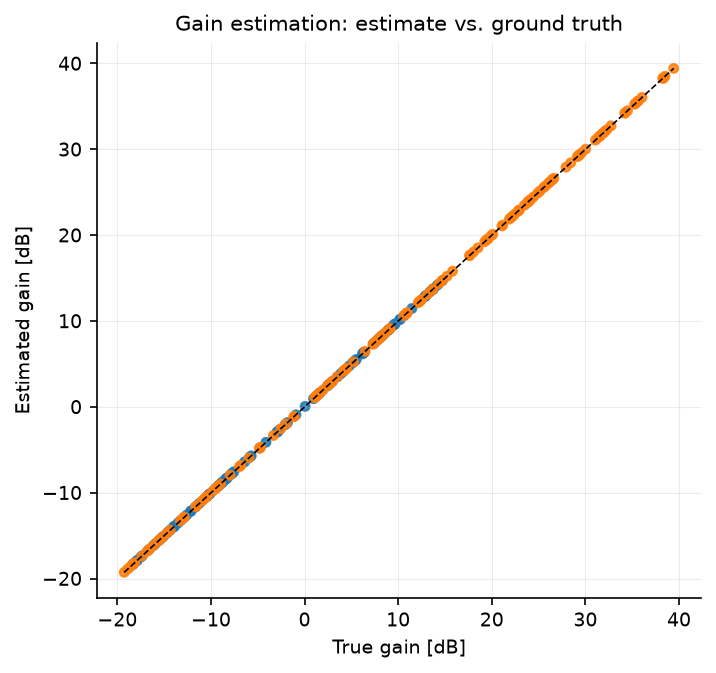 Gain estimation: estimate vs. ground truth
Estimated gain [dB]
40
30
20
10
0
−10
−20
−20 −10 0 10 20 30 40
True gain [dB]